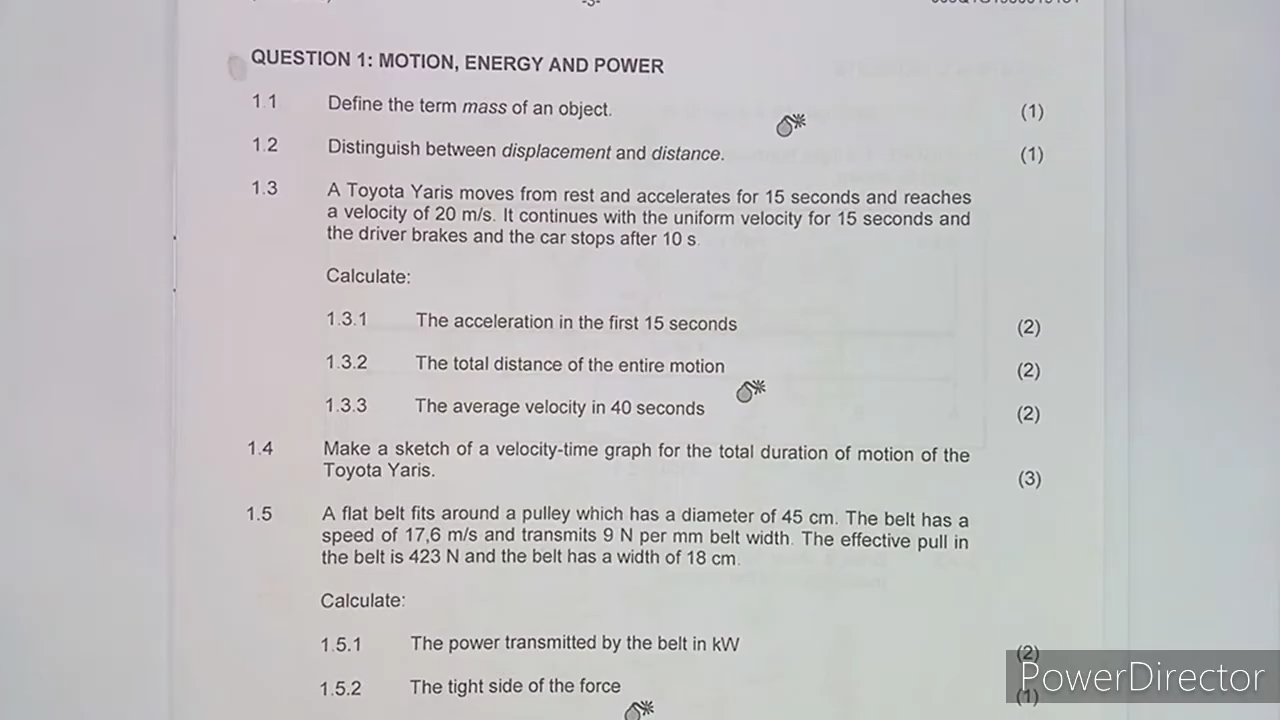 -3-
QUESTION 1: MOTION, ENERGY AND POWER
1.1 Define the term mass of an object. (1)
1.2 Distinguish between displacement and distance. (1)
1.3 A Toyota Yaris moves from rest and accelerates for 15 seconds and reaches
a velocity of 20 m/s. It continues with the uniform velocity for 15 seconds and
the driver brakes and the car stops after 10 s.
Calculate:
1.3.1 The acceleration in the first 15 seconds (2)
1.3.2 The total distance of the entire motion (2)
1.3.3 The average velocity in 40 seconds (2)
1.4 Make a sketch of a velocity-time graph for the total duration of motion of the
Toyota Yaris. (3)
1.5 A flat belt fits around a pulley which has a diameter of 45 cm. The belt has a
speed of 17,6 m/s and transmits 9 N per mm belt width. The effective pull in
the belt is 423 N and the belt has a width of 18 cm.
Calculate:
1.5.1 The power transmitted by the belt in kW (2)
1.5.2 The tight side of the force (1)
PowerDirector